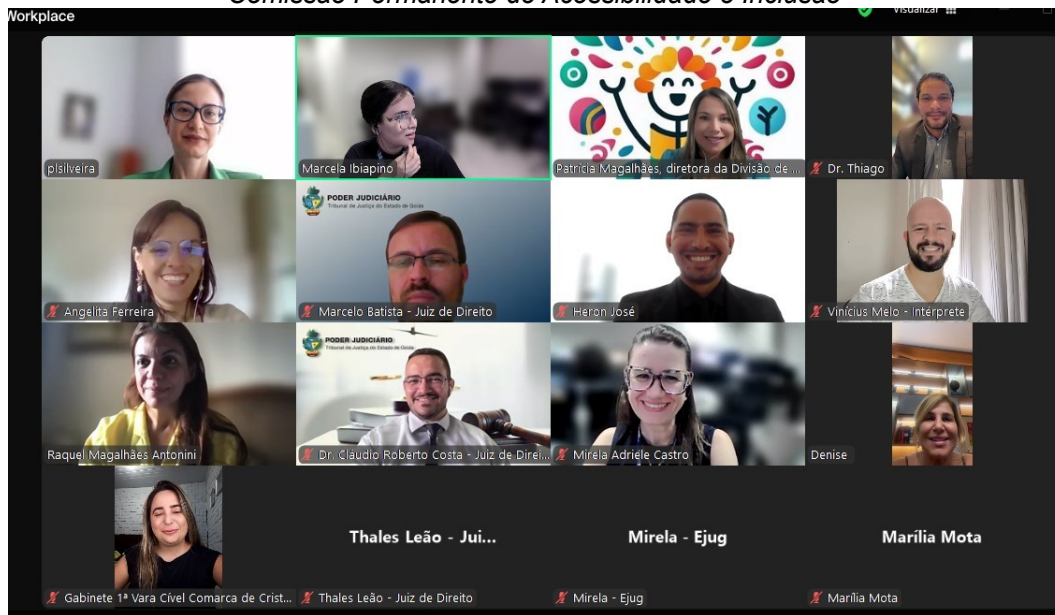 Comissão Permanente de Acessibilidade e Inclusão
Workplace
Visualizar
plsilveira
Marcela Ibiapino
Patricia Magalhães, diretora da Divisão de ...
Dr. Thiago
Angelita Ferreira
PODER JUDICIÁRIO
Tribunal de Justiça do Estado de Goiás
Marcelo Batista - Juiz de Direito
Heron José
Vinícius Melo - Intérprete
Raquel Magalhães Antonini
PODER JUDICIÁRIO
Tribunal de Justiça do Estado de Goiás
Dr. Cláudio Roberto Costa - Juiz de Direi...
Mirela Adriele Castro
Denise
Gabinete 1ª Vara Cível Comarca de Crist...
Thales Leão - Jui...
Thales Leão - Juiz de Direito
Mirela - Ejug
Mirela - Ejug
Marília Mota
Marília Mota